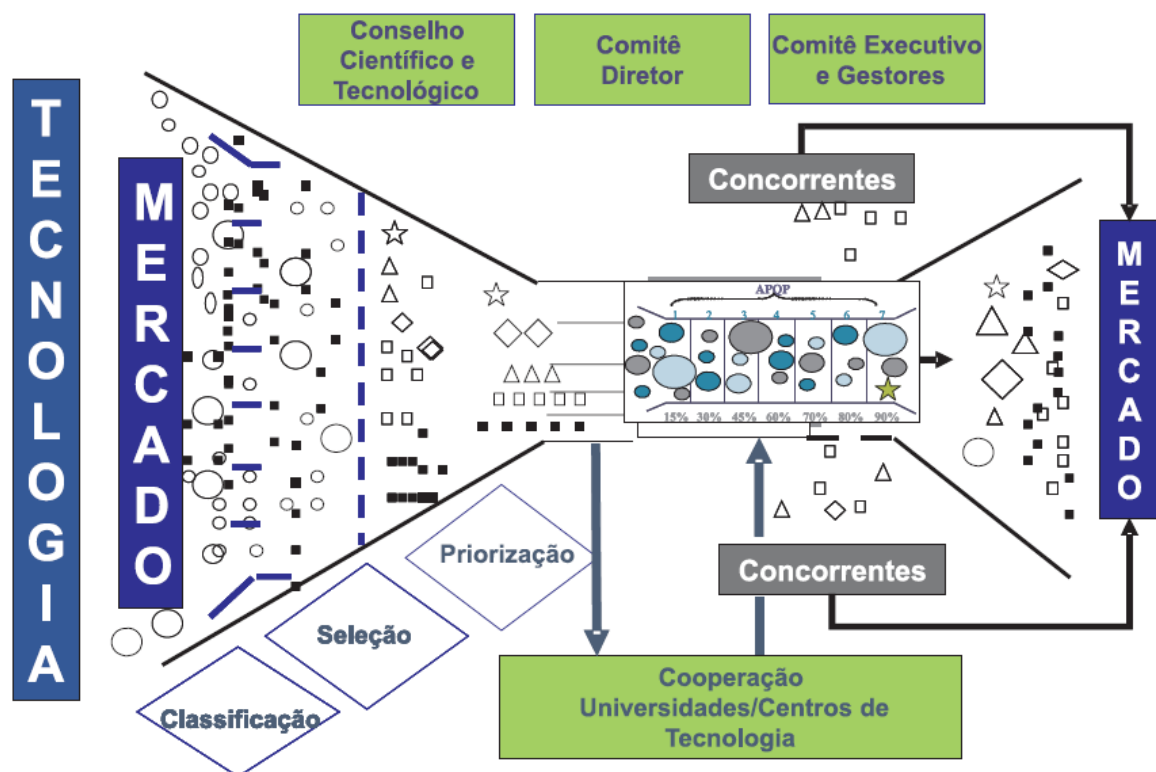 Conselho
Científico e
Tecnológico
Comitê
Diretor
Comitê Executivo
e Gestores
TECNOLOGIA
MERCADO
Concorrentes
MERCADO
APQP
1 2 3 4 5 6 7
15% 30% 45% 60% 70% 80% 90%
Priorização
Seleção
Classificação
Concorrentes
Cooperação
Universidades/Centros de
Tecnologia